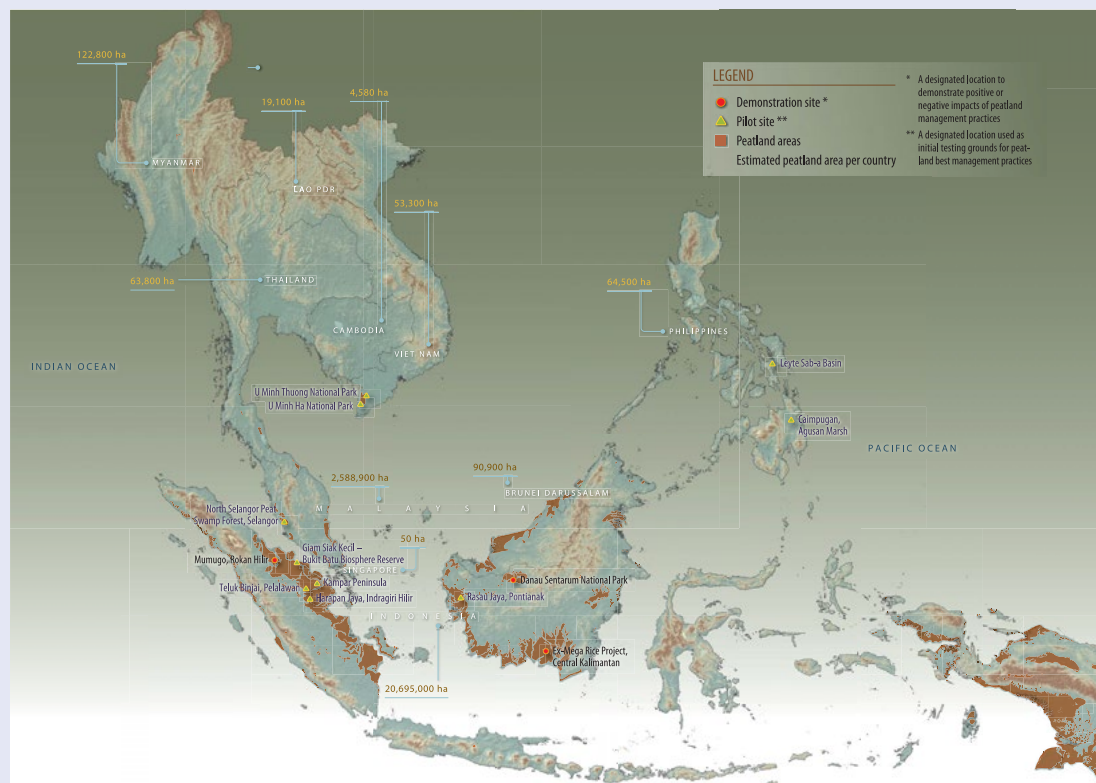 122,800 ha
19,100 ha
4,580 ha
MYANMAR
LAO PDR
53,300 ha
63,800 ha
THAILAND
CAMBODIA
VIET NAM
64,500 ha
PHILIPPINES
LEGEND
Demonstration site *
Pilot site **
Peatland areas
Estimated peatland area per country
* A designated location to
demonstrate positive or
negative impacts of peatland
management practices
** A designated location used as
initial testing grounds for peat-
land best management practices
INDIAN OCEAN
U Minh Thuong National Park
U Minh Ha National Park
Leyte Sab-a Basin
Caimpugan,
Agusan Marsh
PACIFIC OCEAN
2,588,900 ha
90,900 ha
BRUNEI DARUSSALAM
MALAYSIA
North Selangor Peat
Swamp Forest, Selangor
50 ha
SINGAPORE
Giam Siak Kecil –
Bukit Batu Biosphere Reserve
Mumugo, Rokan Hilir
Kampar Peninsula
Teluk Binjai, Pelalawan
Harapan Jaya, Indragiri Hilir
Danau Sentarum National Park
Rasau Jaya, Pontianak
INDONESIA
Ex-Mega Rice Project,
Central Kalimantan
20,695,000 ha